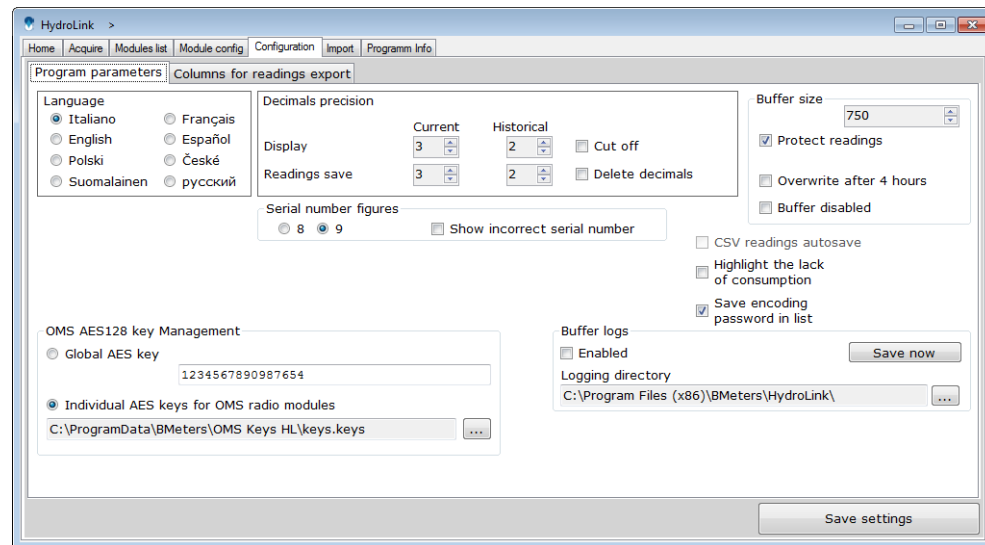 HydroLink >
Home Acquire Modules list Module config Configuration Import Programm Info
Program parameters Columns for readings export
Language
Italiano Français
English Español
Polski České
Suomalainen русский
Decimals precision
Current Historical
Display 3 2 Cut off
Readings save 3 2 Delete decimals
Buffer size
750
Protect readings
Overwrite after 4 hours
Buffer disabled
Serial number figures
8 9 Show incorrect serial number
CSV readings autosave
Highlight the lack
of consumption
Save encoding
password in list
OMS AES128 key Management
Global AES key
1234567890987654
Individual AES keys for OMS radio modules
C:\ProgramData\BMeters\OMS Keys HL\keys.keys ...
Buffer logs
Enabled Save now
Logging directory
C:\Program Files (x86)\BMeters\HydroLink\ ...
Save settings